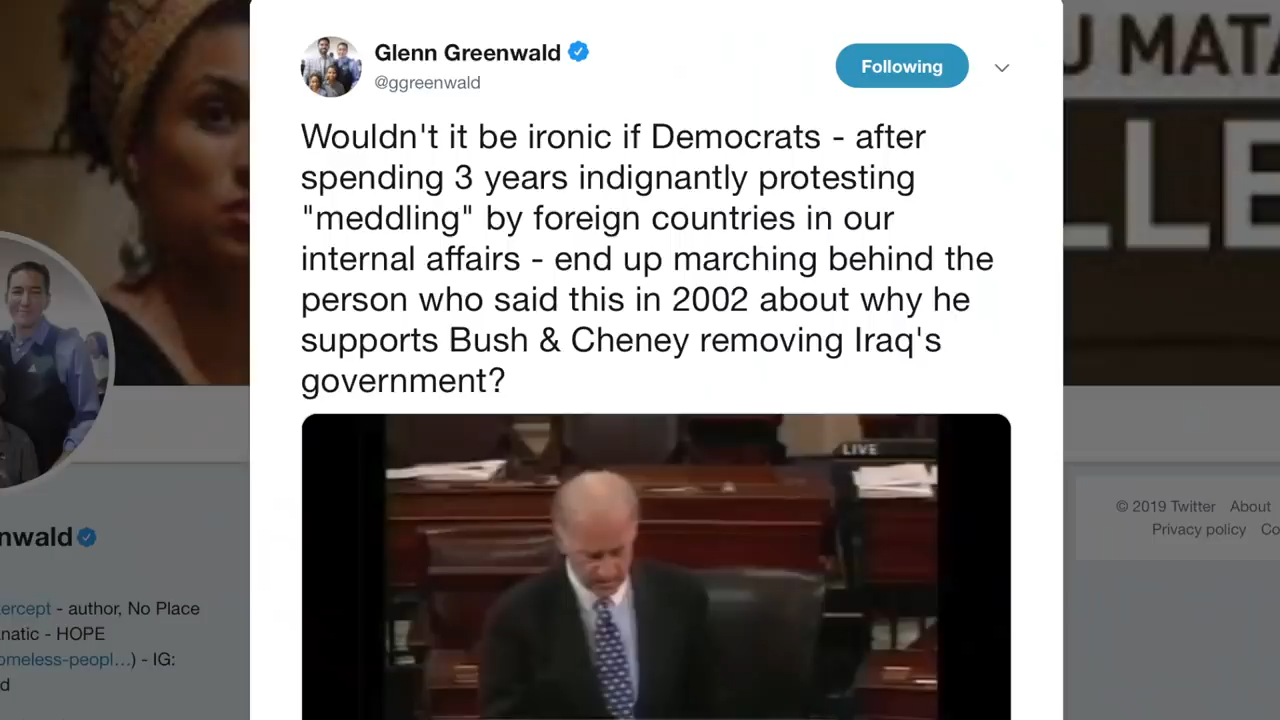 Glenn Greenwald
@ggreenwald
Following
Wouldn't it be ironic if Democrats - after
spending 3 years indignantly protesting
"meddling" by foreign countries in our
internal affairs - end up marching behind the
person who said this in 2002 about why he
supports Bush & Cheney removing Iraq's
government?
LIVE
U MATA
LLE
nwald
ercept - author, No Place
natic - HOPE
omeless-peopl...) - IG:
d
© 2019 Twitter About
Privacy policy Co